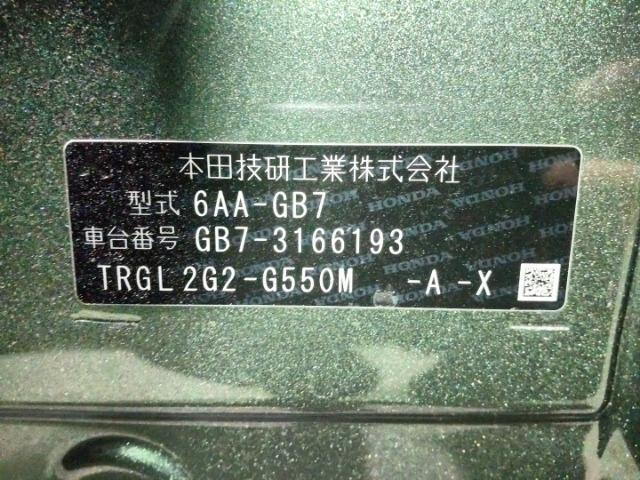 本田技研工業株式会社
型式 6AA-GB7
車台番号 GB7-3166193
TRGL 2G2-G550M -A -X